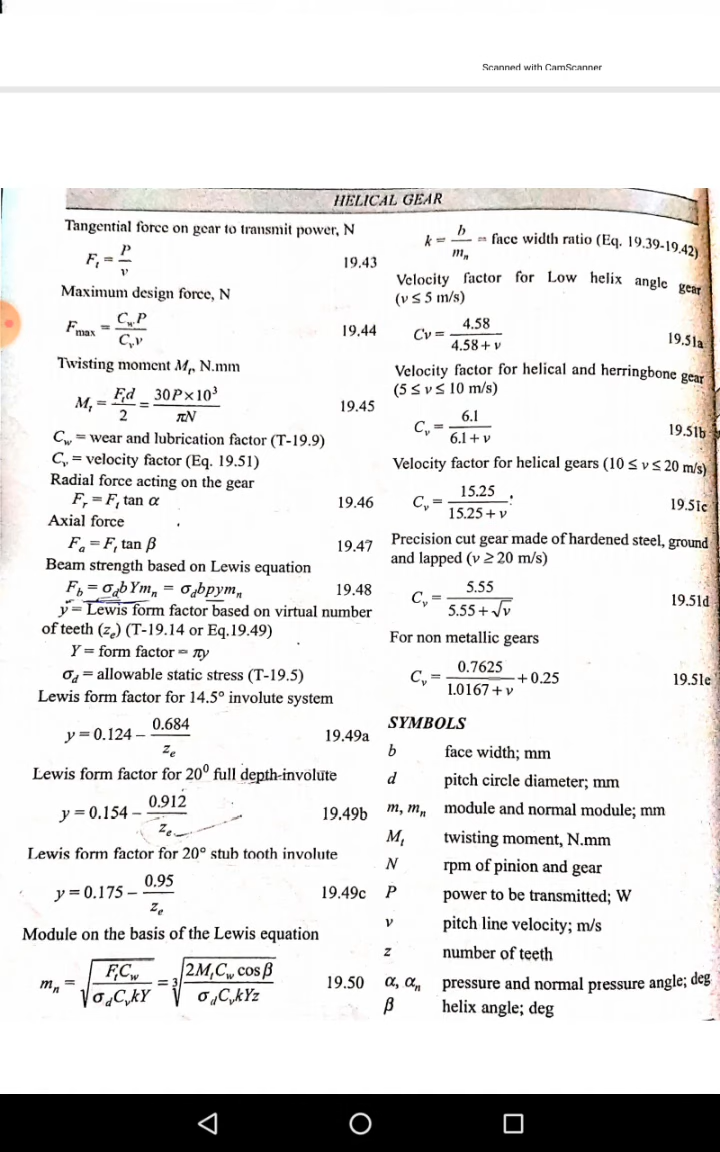 Scanned with CamScanner
HELICAL GEAR
Tangential force on gear to transmit power, N
F_t = P/v 19.43
Maximum design force, N
F_max = C_w P / C_v v 19.44
Twisting moment M_t, N.mm
M_t = F_t d / 2 = 30P×10³ / πN 19.45
C_w = wear and lubrication factor (T-19.9)
C_v = velocity factor (Eq. 19.51)
Radial force acting on the gear
F_r = F_t tan α 19.46
Axial force
F_a = F_t tan β 19.47
Beam strength based on Lewis equation
F_b = σ_d b Y m_n = σ_d b p y m_n 19.48
y = Lewis form factor based on virtual number
of teeth (z_e) (T-19.14 or Eq.19.49)
Y = form factor = πy
σ_d = allowable static stress (T-19.5)
Lewis form factor for 14.5° involute system
y = 0.124 − 0.684 / z_e 19.49a
Lewis form factor for 20⁰ full depth-involute
y = 0.154 − 0.912 / z_e 19.49b
Lewis form factor for 20° stub tooth involute
y = 0.175 − 0.95 / z_e 19.49c
Module on the basis of the Lewis equation
m_n = √(F_t C_w / σ_d C_v k Y) = ∛(2M_t C_w cos β / σ_d C_v k Y z) 19.50
k = b / m_n = face width ratio (Eq. 19.39-19.42)
Velocity factor for Low helix angle gear
(v ≤ 5 m/s)
Cv = 4.58 / 4.58 + v 19.51a
Velocity factor for helical and herringbone gear
(5 ≤ v ≤ 10 m/s)
C_v = 6.1 / 6.1 + v 19.51b
Velocity factor for helical gears (10 ≤ v ≤ 20 m/s)
C_v = 15.25 / 15.25 + v 19.51c
Precision cut gear made of hardened steel, ground
and lapped (v ≥ 20 m/s)
C_v = 5.55 / 5.55 + √v 19.51d
For non metallic gears
C_v = 0.7625 / 1.0167 + v + 0.25 19.51e
SYMBOLS
b face width; mm
d pitch circle diameter; mm
m, m_n module and normal module; mm
M_t twisting moment, N.mm
N rpm of pinion and gear
P power to be transmitted; W
v pitch line velocity; m/s
z number of teeth
α, α_n pressure and normal pressure angle; deg
β helix angle; deg